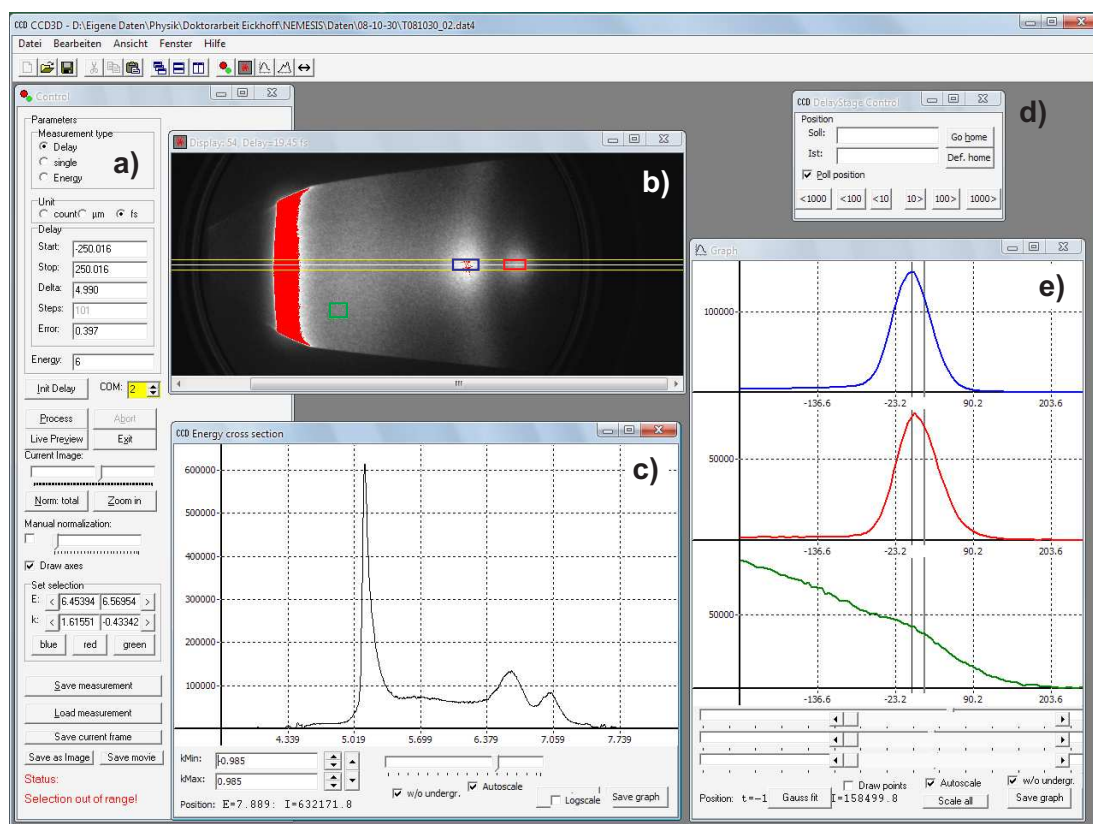 CCD CCD3D - D:\Eigene Daten\Physik\Doktorarbeit Eickhoff\NEMESIS\Daten\08-10-30\T081030_02.dat4
Datei Bearbeiten Ansicht Fenster Hilfe
Control
Parameters
Measurement type
Delay
single
Energy
a)
Unit
count µm fs
Delay
Start: -250.016
Stop: 250.016
Delta: 4.990
Steps: 101
Error: 0.397
Energy: 6
Init Delay COM: 2
Process Abort
Live Preview Exit
Current Image:
Norm: total Zoom in
Manual normalization:
Draw axes
Set selection
E: < 6.45394 6.56954 >
k: < 1.61551 -0.43342 >
blue red green
Save measurement
Load measurement
Save current frame
Save as Image Save movie
Status:
Selection out of range!
Display: 54, Delay=19.45 fs
b)
CCD Energy cross section
c)
600000
500000
400000
300000
200000
100000
4.339 5.019 5.699 6.379 7.059 7.739
kMin: -0.985
kMax: 0.985
w/o undergr. Autoscale
Logscale Save graph
Position: E=7.889: I=632171.8
CCD DelayStage Control
d)
Position
Soll: Go home
Ist: Def. home
Poll position
<1000 <100 <10 10> 100> 1000>
Graph
e)
100000
-136.6 -23.2 90.2 203.6
50000
-136.6 -23.2 90.2 203.6
50000
-136.6 -23.2 90.2 203.6
Draw points Autoscale w/o undergr.
Position: t=-1 Gauss fit I=158499.8 Scale all Save graph